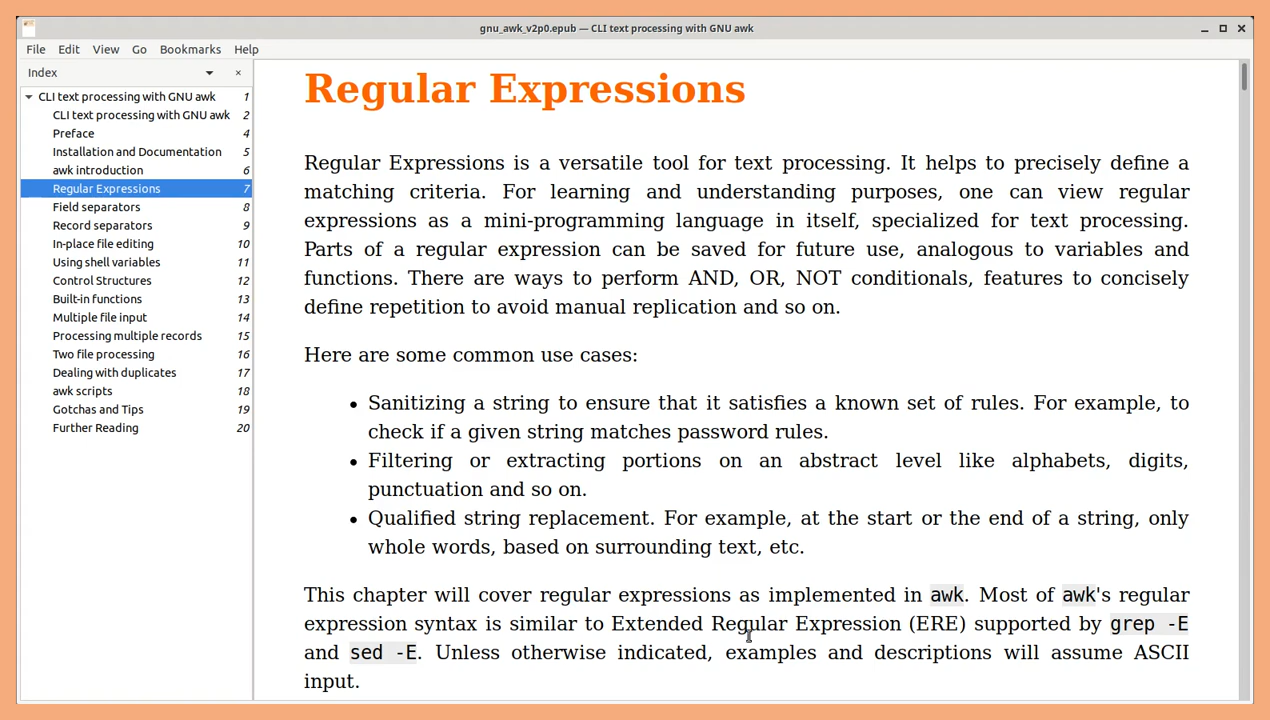 gnu_awk_v2p0.epub — CLI text processing with GNU awk
File Edit View Go Bookmarks Help
Index
CLI text processing with GNU awk 1
CLI text processing with GNU awk 2
Preface 4
Installation and Documentation 5
awk introduction 6
Regular Expressions 7
Field separators 8
Record separators 9
In-place file editing 10
Using shell variables 11
Control Structures 12
Built-in functions 13
Multiple file input 14
Processing multiple records 15
Two file processing 16
Dealing with duplicates 17
awk scripts 18
Gotchas and Tips 19
Further Reading 20
Regular Expressions
Regular Expressions is a versatile tool for text processing. It helps to precisely define a
matching criteria. For learning and understanding purposes, one can view regular
expressions as a mini-programming language in itself, specialized for text processing.
Parts of a regular expression can be saved for future use, analogous to variables and
functions. There are ways to perform AND, OR, NOT conditionals, features to concisely
define repetition to avoid manual replication and so on.
Here are some common use cases:
• Sanitizing a string to ensure that it satisfies a known set of rules. For example, to
check if a given string matches password rules.
• Filtering or extracting portions on an abstract level like alphabets, digits,
punctuation and so on.
• Qualified string replacement. For example, at the start or the end of a string, only
whole words, based on surrounding text, etc.
This chapter will cover regular expressions as implemented in awk. Most of awk's regular
expression syntax is similar to Extended Regular Expression (ERE) supported by grep -E
and sed -E. Unless otherwise indicated, examples and descriptions will assume ASCII
input.